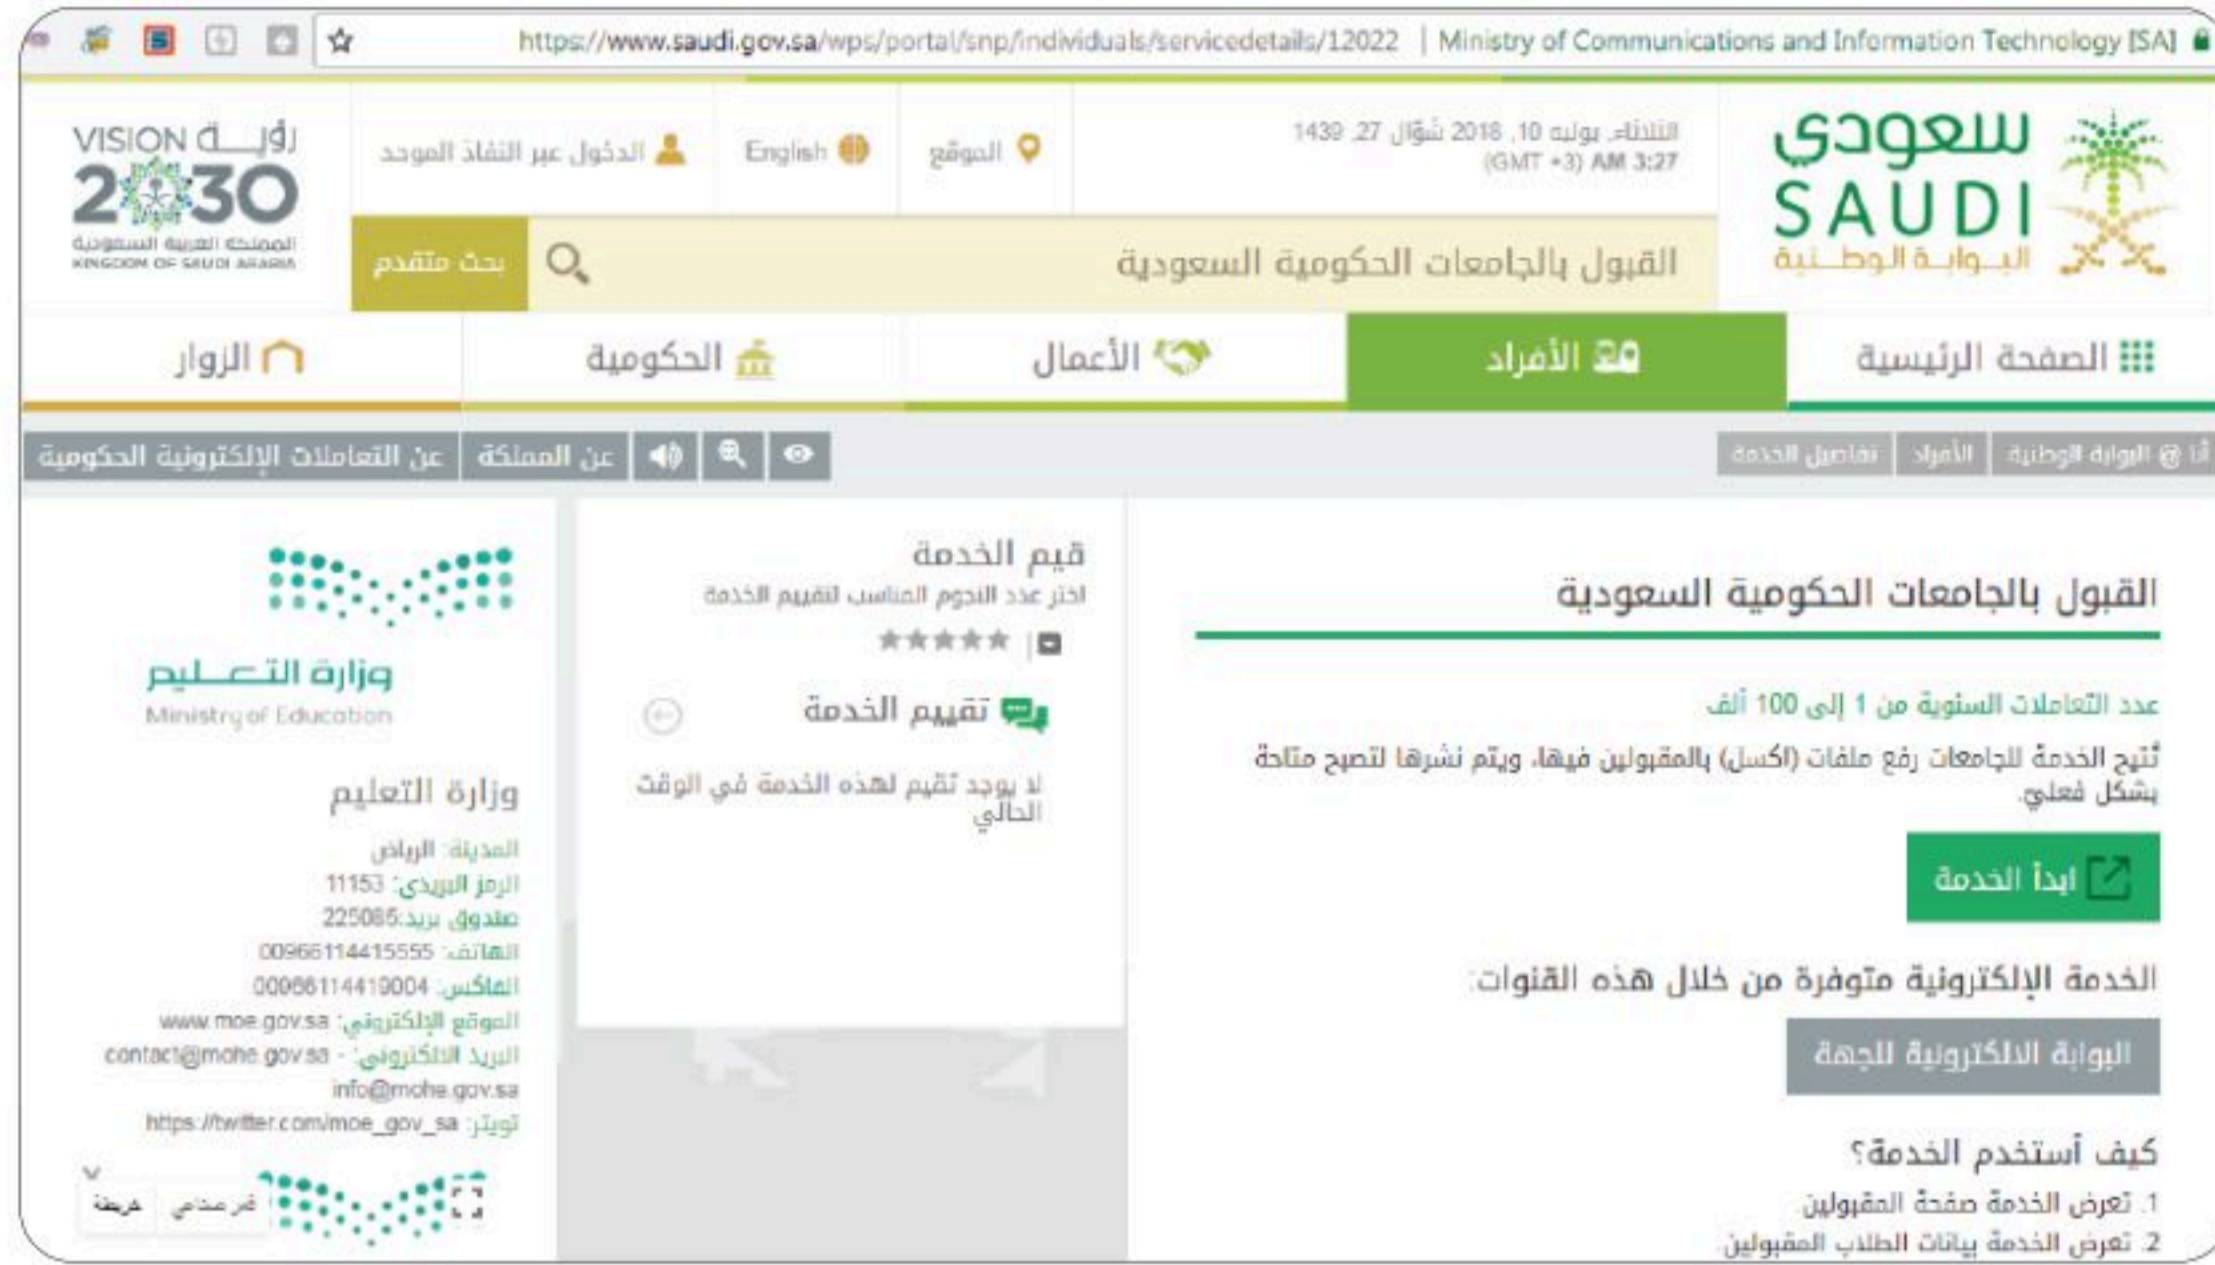 https://www.saudi.gov.sa/wps/portal/snp/individuals/servicedetails/12022 | Ministry of Communications and Information Technology [SA]
سعودي
SAUDI
البوابة الوطنية
الثلاثاء, يوليه 10, 2018 شوّال 27, 1439
(GMT +3) AM 3:27
الموقع
English
الدخول عبر النفاذ الموحد
رؤية VISION
2030
المملكة العربية السعودية
KINGDOM OF SAUDI ARABIA
القبول بالجامعات الحكومية السعودية
بحث متقدم
الصفحة الرئيسية
الأفراد
الأعمال
الحكومية
الزوار
أنا @ البوابة الوطنية
الأفراد
تفاصيل الخدمة
عن المملكة
عن التعاملات الإلكترونية الحكومية
القبول بالجامعات الحكومية السعودية
عدد التعاملات السنوية من 1 إلى 100 ألف
تُتيح الخدمة للجامعات رفع ملفات (اكسل) بالمقبولين فيها، ويتم نشرها لتصبح متاحة
بشكل فعليّ.
ابدأ الخدمة
الخدمة الإلكترونية متوفرة من خلال هذه القنوات:
البوابة الالكترونية للجهة
كيف أستخدم الخدمة؟
1. تعرض الخدمة صفحة المقبولين.
2. تعرض الخدمة بيانات الطلاب المقبولين.
قيم الخدمة
اختر عدد النجوم المناسب لتقييم الخدمة
تقييم الخدمة
لا يوجد تقيم لهذه الخدمة في الوقت
الحالي
وزارة التعليم
Ministry of Education
وزارة التعليم
المدينة: الرياض
الرمز البريدي: 11153
صندوق بريد:225085
الهاتف: 00966114415555
الفاكس: 00966114419004
الموقع الإلكتروني: www.moe.gov.sa
البريد الالكتروني: - contact@mohe.gov.sa
info@mohe.gov.sa
تويتر: https://twitter.com/moe_gov_sa
قمر صناعي
خريطة